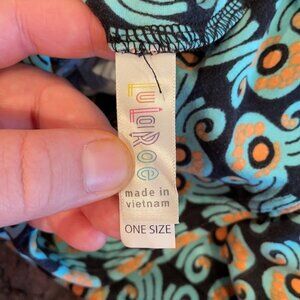 LuLaRoe
made in
vietnam
ONE SIZE